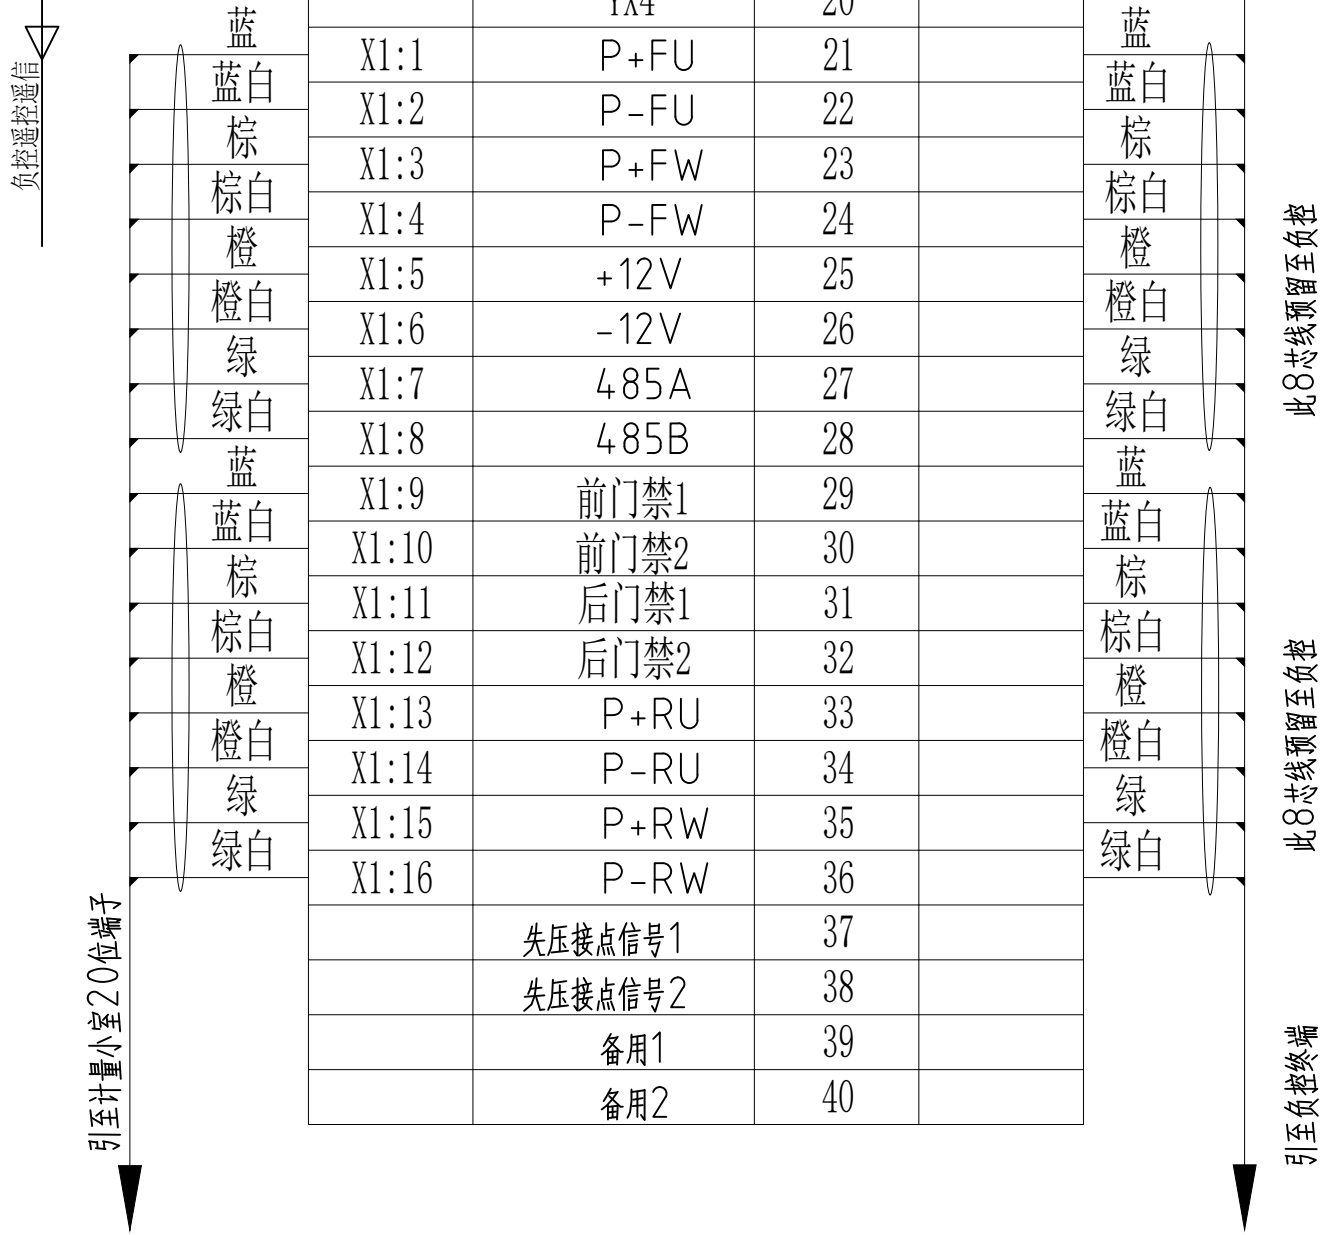 YX4 20
蓝 蓝
X1:1 P+FU 21
蓝白 蓝白
X1:2 P-FU 22
棕 棕
X1:3 P+FW 23
棕白 棕白
X1:4 P-FW 24
橙 橙
X1:5 +12V 25
橙白 橙白
X1:6 -12V 26
绿 绿
X1:7 485A 27
绿白 绿白
X1:8 485B 28
蓝 蓝
X1:9 前门禁1 29
蓝白 蓝白
X1:10 前门禁2 30
棕 棕
X1:11 后门禁1 31
棕白 棕白
X1:12 后门禁2 32
橙 橙
X1:13 P+RU 33
橙白 橙白
X1:14 P-RU 34
绿 绿
X1:15 P+RW 35
绿白 绿白
X1:16 P-RW 36
失压接点信号1 37
失压接点信号2 38
备用1 39
备用2 40
负控遥控遥信
引至计量小室20位端子
此8芯线预留至负控
此8芯线预留至负控
引至负控终端